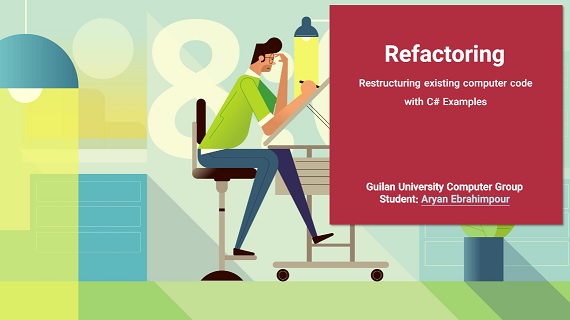 Refactoring
Restructuring existing computer code
with C# Examples
Guilan University Computer Group
Student: Aryan Ebrahimpour